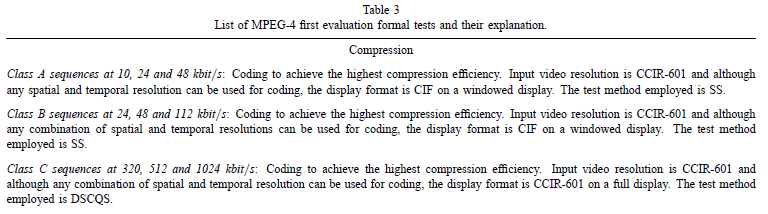 Table 3
List of MPEG-4 first evaluation formal tests and their explanation.
Compression
Class A sequences at 10, 24 and 48 kbit/s: Coding to achieve the highest compression efficiency. Input video resolution is CCIR-601 and although
any spatial and temporal resolution can be used for coding, the display format is CIF on a windowed display. The test method employed is SS.
Class B sequences at 24, 48 and 112 kbit/s: Coding to achieve the highest compression efficiency. Input video resolution is CCIR-601 and although
any combination of spatial and temporal resolutions can be used for coding, the display format is CIF on a windowed display. The test method
employed is SS.
Class C sequences at 320, 512 and 1024 kbit/s: Coding to achieve the highest compression efficiency. Input video resolution is CCIR-601 and
although any combination of spatial and temporal resolution can be used for coding, the display format is CCIR-601 on a full display. The test method
employed is DSCQS.